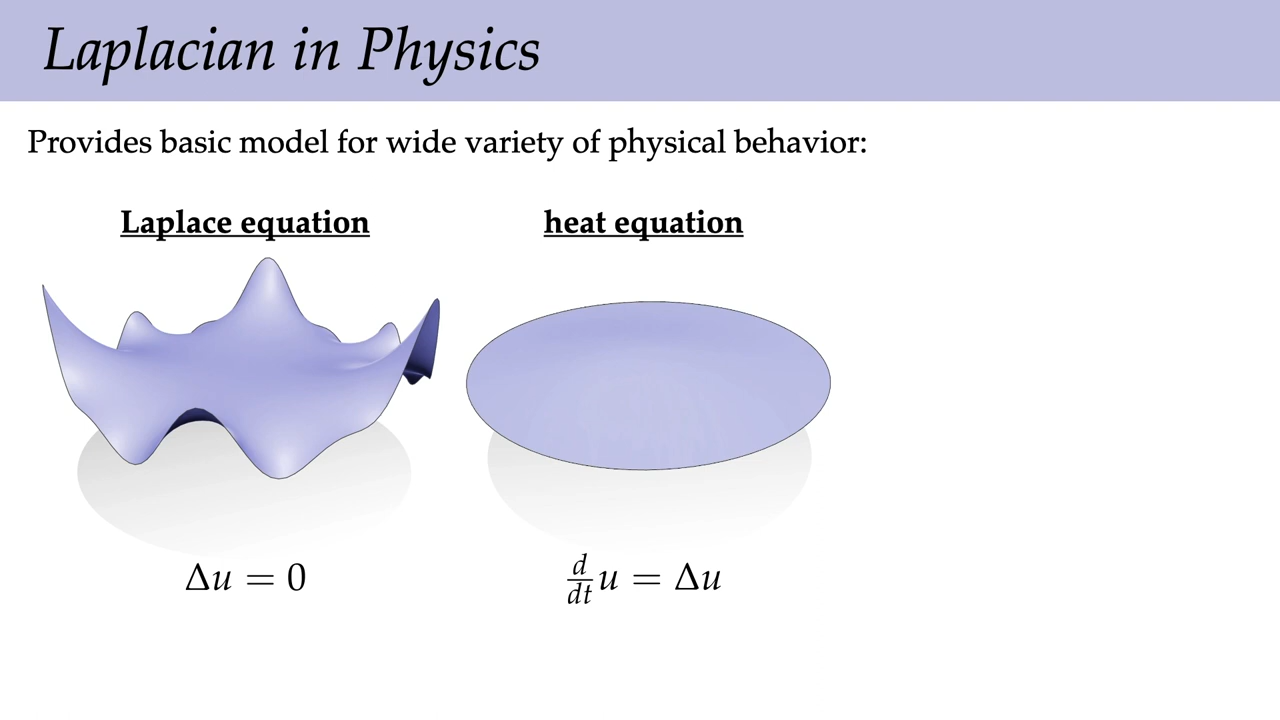 Laplacian in Physics
Provides basic model for wide variety of physical behavior:
Laplace equation
heat equation
Δu = 0
d/dt u = Δu